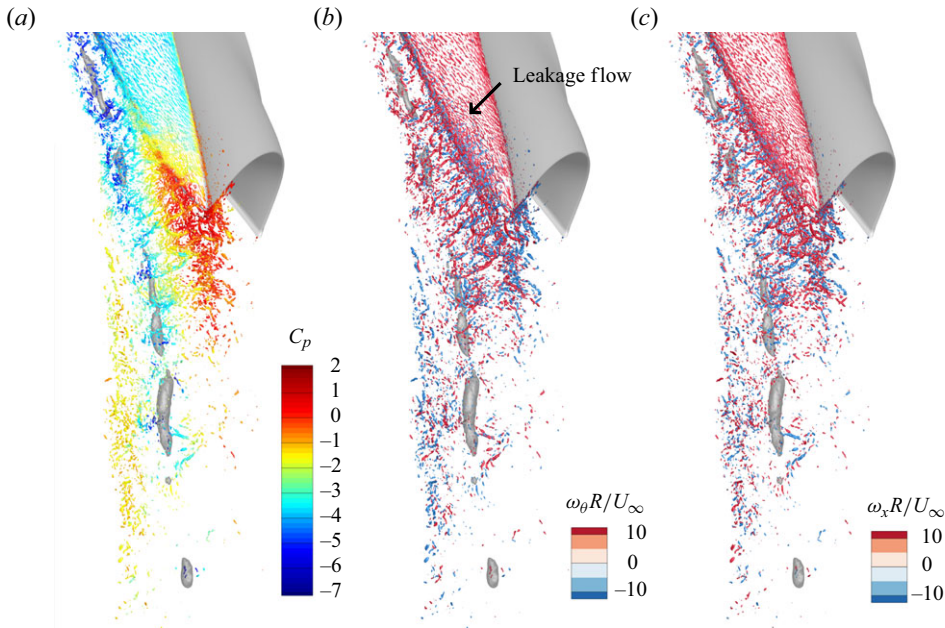 (a)
(b)
(c)
Leakage flow
C_p
2
1
0
–1
–2
–3
–4
–5
–6
–7
ω_θR/U_∞
10
0
–10
ω_xR/U_∞
10
0
–10